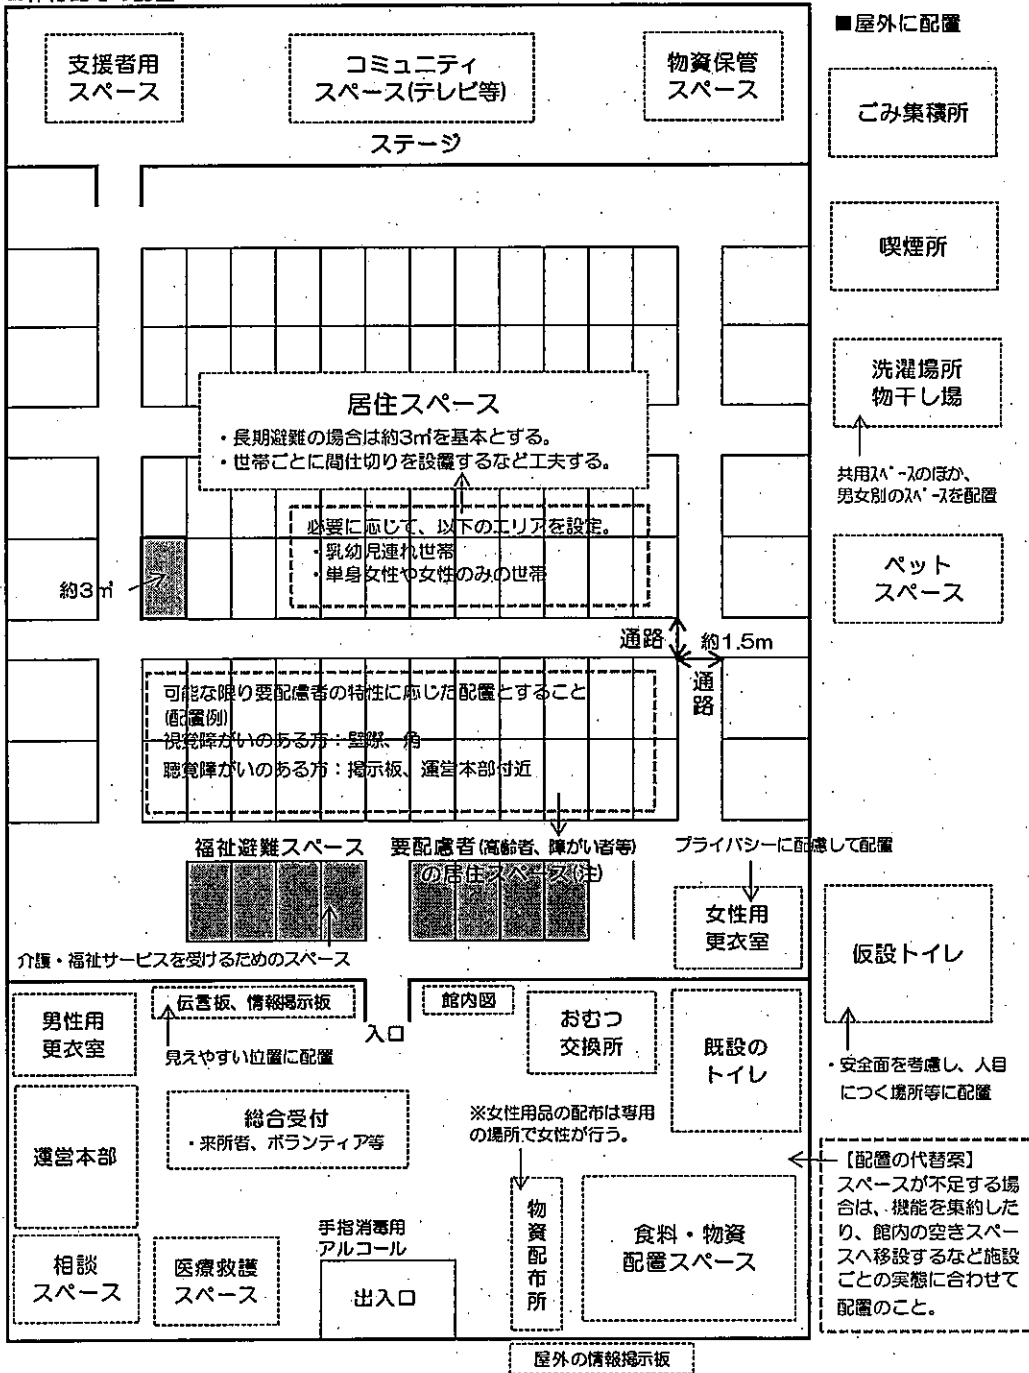 ■屋外に配置
支援者用
スペース
コミュニティ
スペース(テレビ等)
物資保管
スペース
ステージ
ごみ集積所
喫煙所
洗濯場所
物干し場
共用スペースのほか、
男女別のスペースを配置
ペット
スペース
居住スペース
・長期避難の場合は約3㎡を基本とする。
・世帯ごとに間仕切りを設置するなど工夫する。
必要に応じて、以下のエリアを設定。
・乳幼児連れ世帯
・単身女性や女性のみの世帯
約3㎡
通路
約1.5m
通路
可能な限り要配慮者の特性に応じた配置とすること
(配置例)
視覚障がいのある方：壁際、角
聴覚障がいのある方：掲示板、運営本部付近
福祉避難スペース
要配慮者(高齢者、障がい者等)
の居住スペース(注)
プライバシーに配慮して配置
女性用
更衣室
介護・福祉サービスを受けるためのスペース
仮設トイレ
・安全面を考慮し、人目
につく場所等に配置
男性用
更衣室
伝言板、情報掲示板
見えやすい位置に配置
入口
館内図
おむつ
交換所
既設の
トイレ
総合受付
・来所者、ボランティア等
※女性用品の配布は専用
の場所で女性が行う。
運営本部
【配置の代替案】
スペースが不足する場
合は、機能を集約した
り、館内の空きスペー
スへ移設するなど施設
ごとの実態に合わせて
配置のこと。
相談
スペース
医療救護
スペース
手指消毒用
アルコール
出入口
物資配布所
食料・物資
配置スペース
屋外の情報掲示板